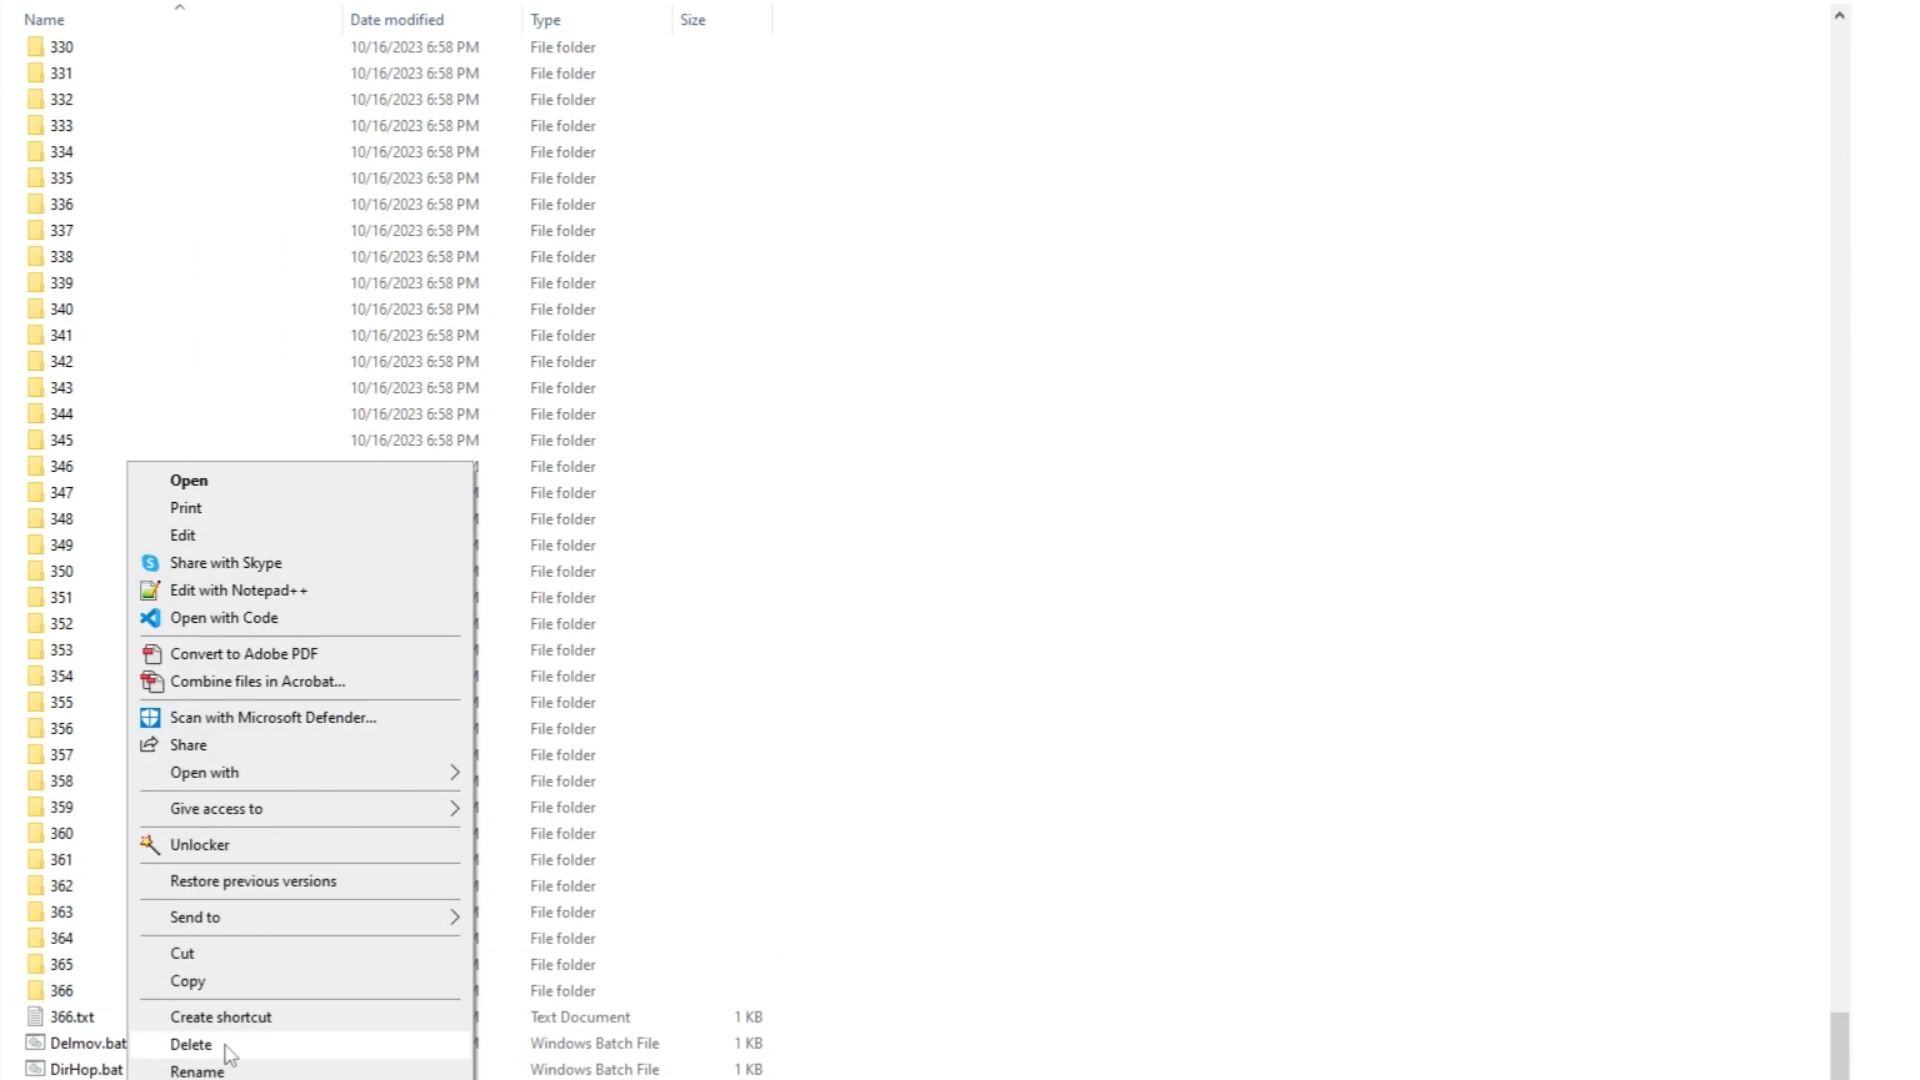 Name Date modified Type Size
330 10/16/2023 6:58 PM File folder
331 10/16/2023 6:58 PM File folder
332 10/16/2023 6:58 PM File folder
333 10/16/2023 6:58 PM File folder
334 10/16/2023 6:58 PM File folder
335 10/16/2023 6:58 PM File folder
336 10/16/2023 6:58 PM File folder
337 10/16/2023 6:58 PM File folder
338 10/16/2023 6:58 PM File folder
339 10/16/2023 6:58 PM File folder
340 10/16/2023 6:58 PM File folder
341 10/16/2023 6:58 PM File folder
342 10/16/2023 6:58 PM File folder
343 10/16/2023 6:58 PM File folder
344 10/16/2023 6:58 PM File folder
345 10/16/2023 6:58 PM File folder
346 File folder
347 File folder
348 File folder
349 File folder
350 File folder
351 File folder
352 File folder
353 File folder
354 File folder
355 File folder
356 File folder
357 File folder
358 File folder
359 File folder
360 File folder
361 File folder
362 File folder
363 File folder
364 File folder
365 File folder
366 File folder
366.txt Text Document 1 KB
Delmov.bat Windows Batch File 1 KB
DirHop.bat Windows Batch File 1 KB
Open
Print
Edit
Share with Skype
Edit with Notepad++
Open with Code
Convert to Adobe PDF
Combine files in Acrobat...
Scan with Microsoft Defender...
Share
Open with
Give access to
Unlocker
Restore previous versions
Send to
Cut
Copy
Create shortcut
Delete
Rename